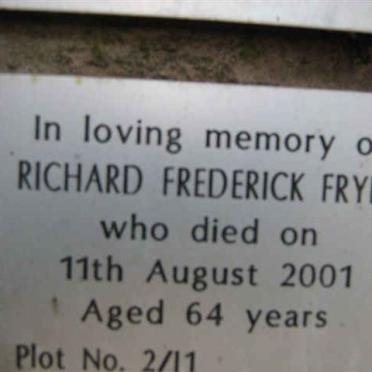 In loving memory o
RICHARD FREDERICK FRY
who died on
11th August 2001
Aged 64 years
Plot No. 2/11